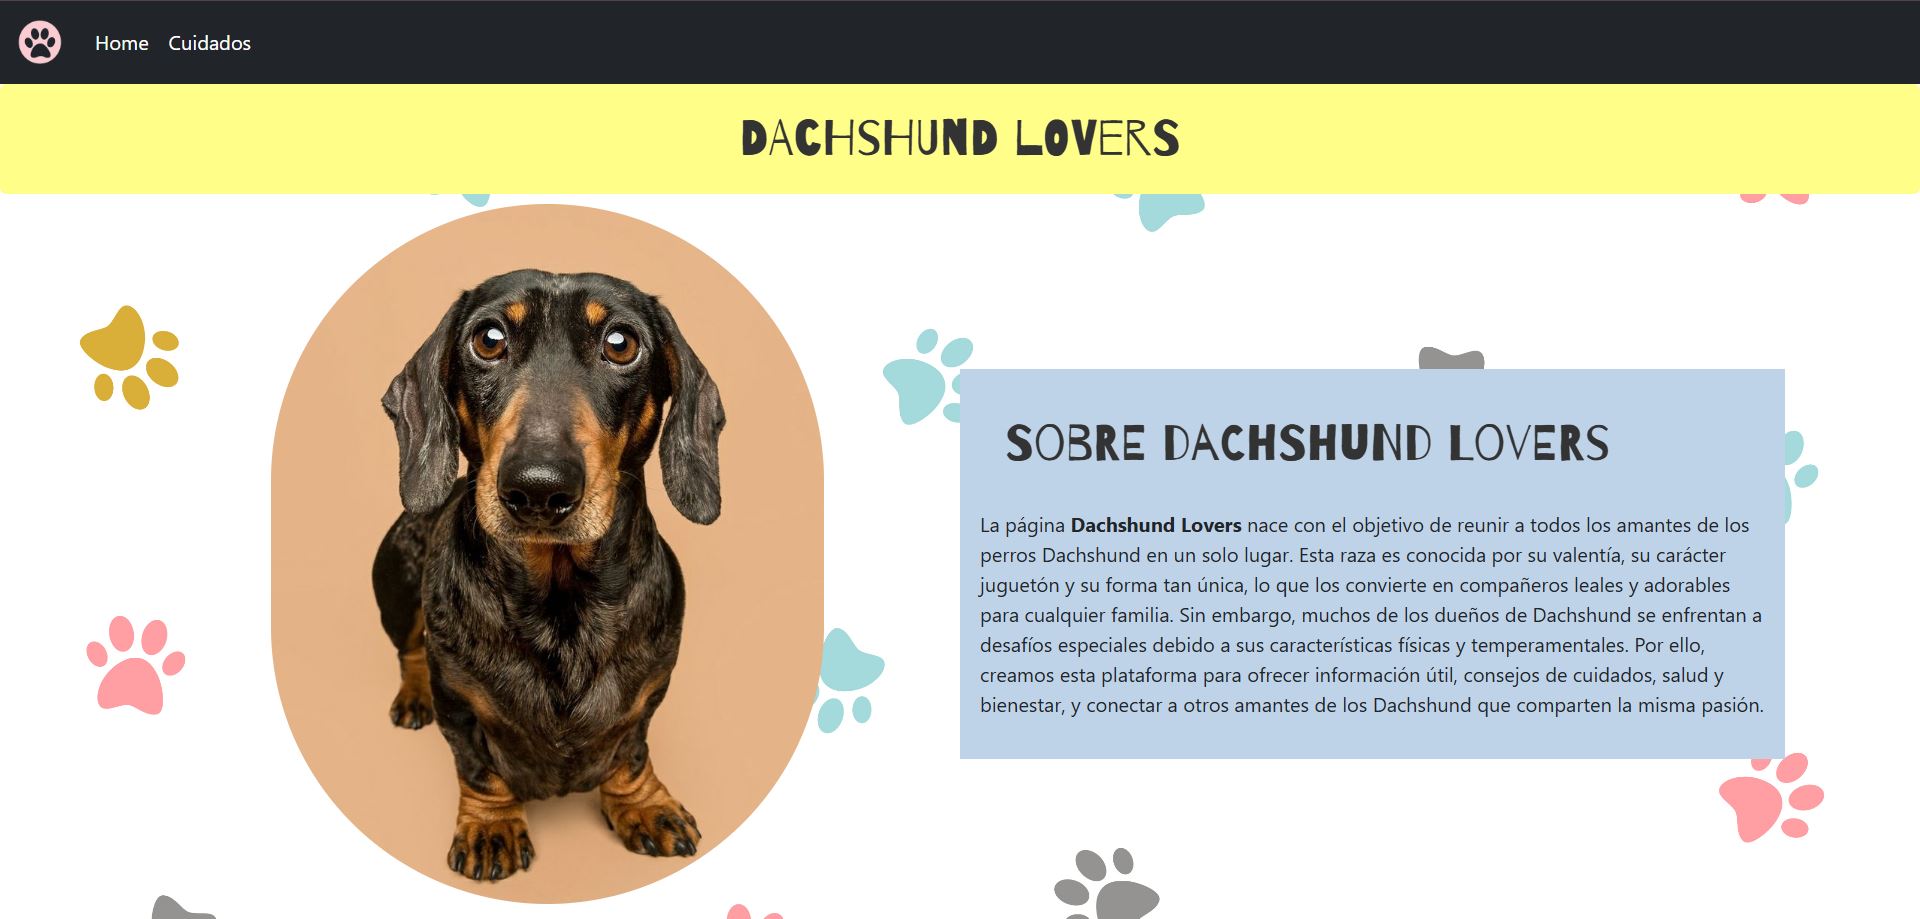 Home Cuidados
DACHSHUND LOVERS
SOBRE DACHSHUND LOVERS
La página Dachshund Lovers nace con el objetivo de reunir a todos los amantes de los
perros Dachshund en un solo lugar. Esta raza es conocida por su valentía, su carácter
juguetón y su forma tan única, lo que los convierte en compañeros leales y adorables
para cualquier familia. Sin embargo, muchos de los dueños de Dachshund se enfrentan a
desafíos especiales debido a sus características físicas y temperamentales. Por ello,
creamos esta plataforma para ofrecer información útil, consejos de cuidados, salud y
bienestar, y conectar a otros amantes de los Dachshund que comparten la misma pasión.